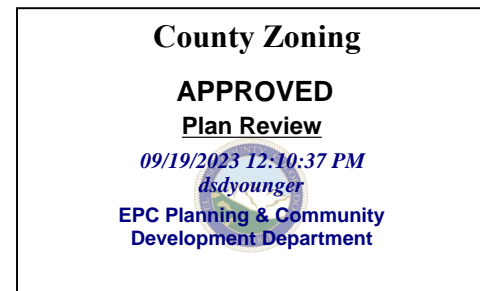 County Zoning
APPROVED
Plan Review
09/19/2023 12:10:37 PM
dsdyounger
EPC Planning & Community
Development Department